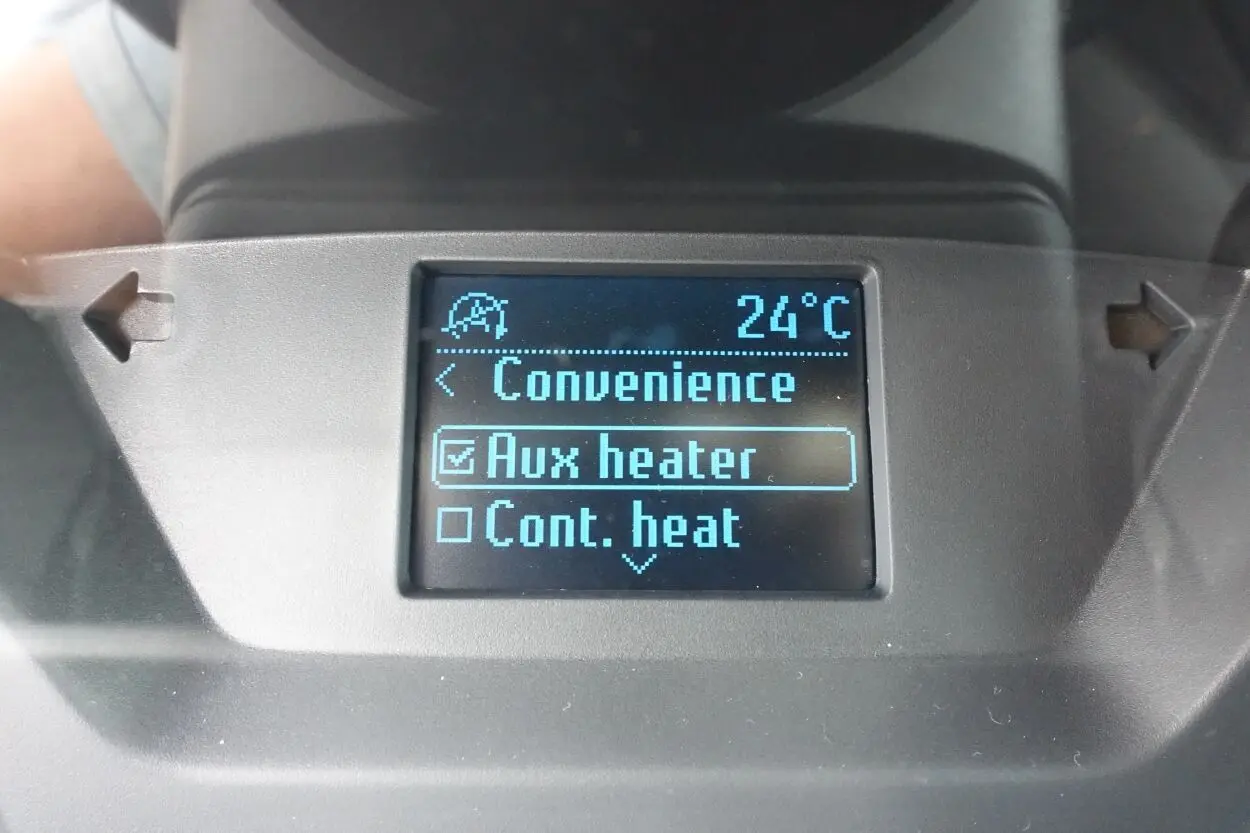 24°C
< Convenience
Aux heater
Cont. heat